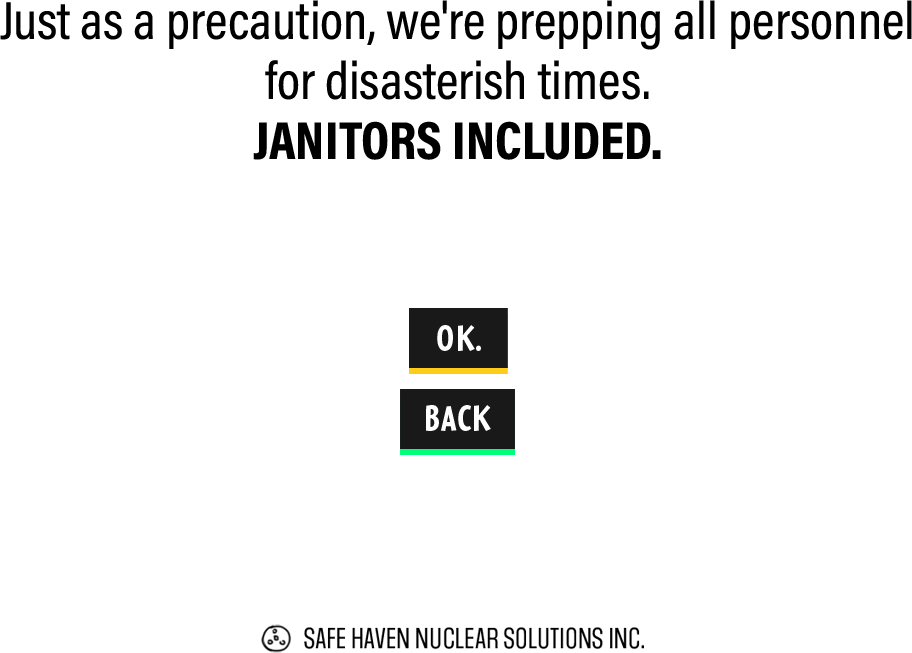 Just as a precaution, we're prepping all personnel
for disasterish times.
JANITORS INCLUDED.
OK.
BACK
SAFE HAVEN NUCLEAR SOLUTIONS INC.